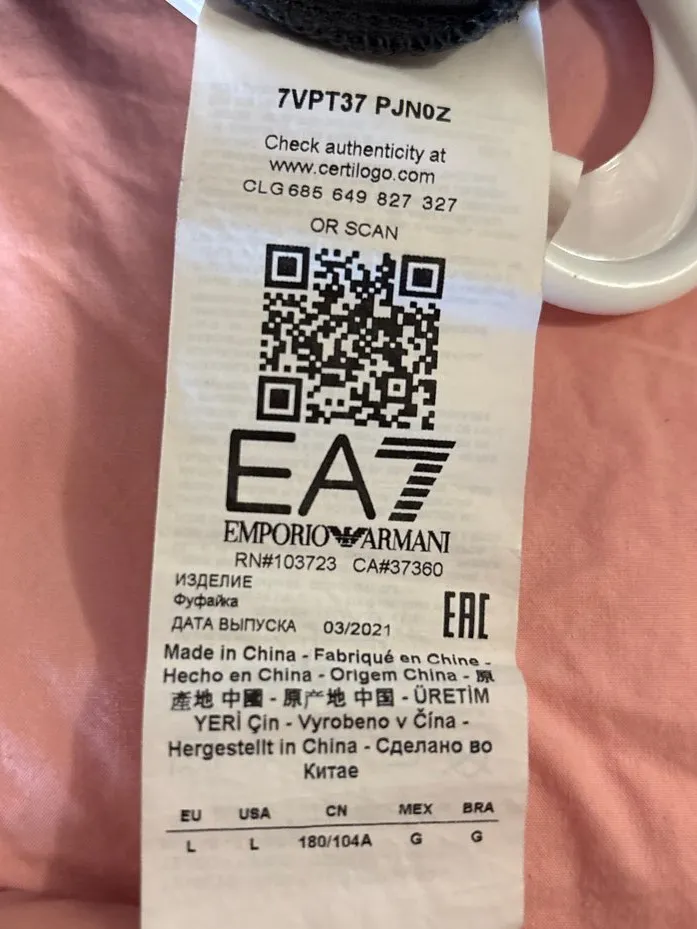 7VPT37 PJN0Z
Check authenticity at
www.certilogo.com
CLG 685 649 827 327
OR SCAN
EA7
EMPORIO ARMANI
RN#103723 CA#37360
ИЗДЕЛИЕ
Фуфайка
ДАТА ВЫПУСКА 03/2021
EAC
Made in China - Fabriqué en Chine -
Hecho en China - Origem China - 原
產地 中國 - 原产地 中国 - ÜRETİM
YERİ Çin - Vyrobeno v Čína -
Hergestellt in China - Сделано во
Китае
EU USA CN MEX BRA
L L 180/104A G G